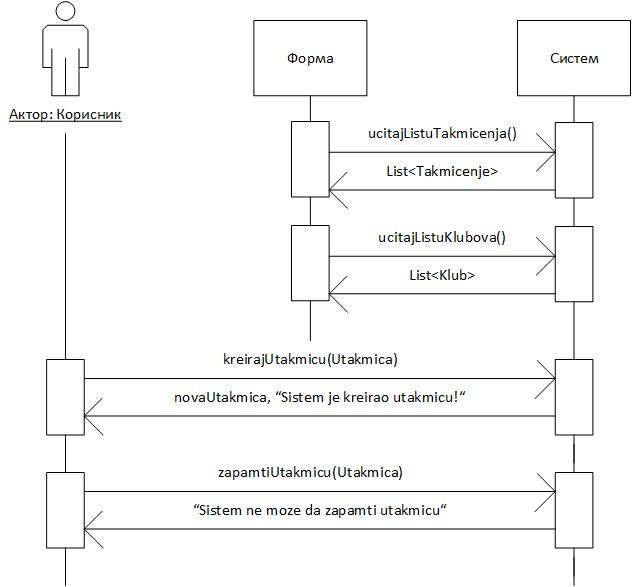 Форма
Систем
Актор: Корисник
ucitajListuTakmicenja()
List<Takmicenje>
ucitajListuKlubova()
List<Klub>
kreirajUtakmicu(Utakmica)
novaUtakmica, “Sistem je kreirao utakmicu!“
zapamtiUtakmicu(Utakmica)
“Sistem ne moze da zapamti utakmicu“